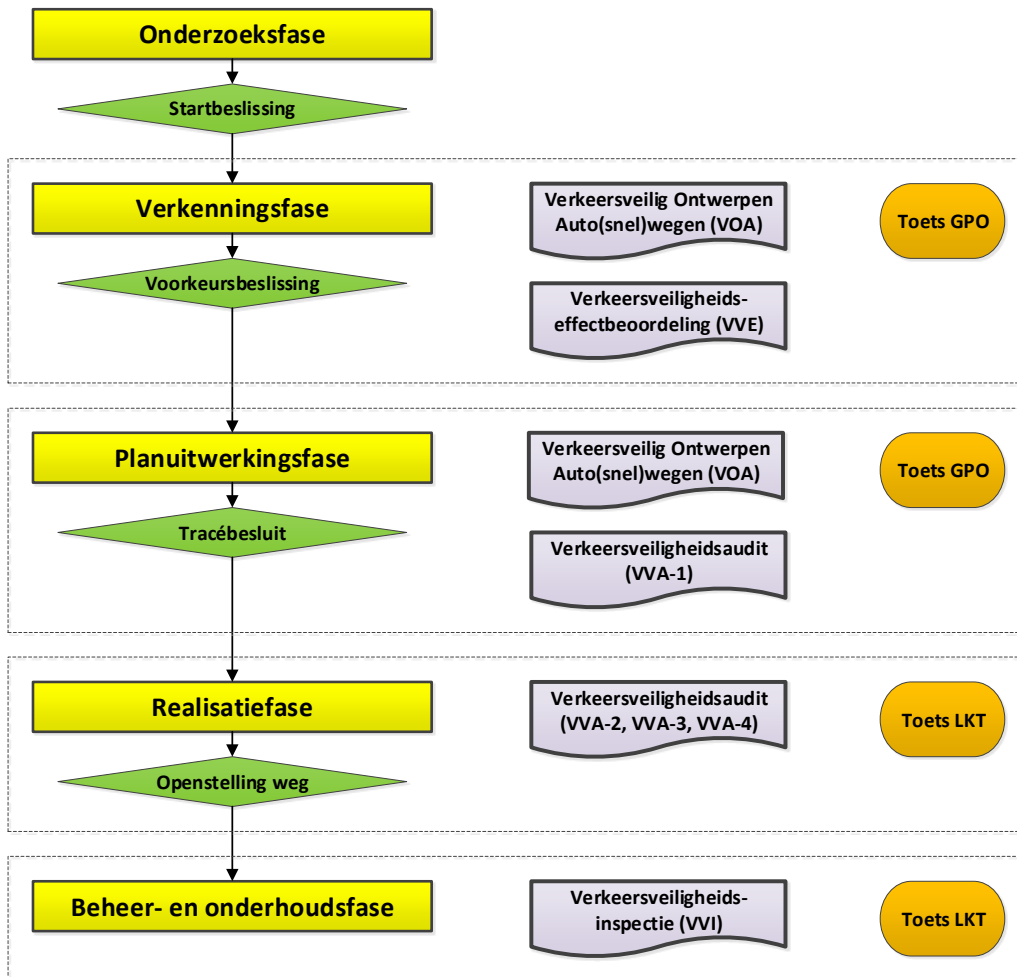 Onderzoeksfase
Startbeslissing
Verkenningsfase
Voorkeursbeslissing
Verkeersveilig Ontwerpen
Auto(snel)wegen (VOA)
Verkeersveiligheids-
effectbeoordeling (VVE)
Toets GPO
Planuitwerkingsfase
Tracébesluit
Verkeersveilig Ontwerpen
Auto(snel)wegen (VOA)
Verkeersveiligheidsaudit
(VVA-1)
Toets GPO
Realisatiefase
Openstelling weg
Verkeersveiligheidsaudit
(VVA-2, VVA-3, VVA-4)
Toets LKT
Beheer- en onderhoudsfase
Verkeersveiligheids-
inspectie (VVI)
Toets LKT